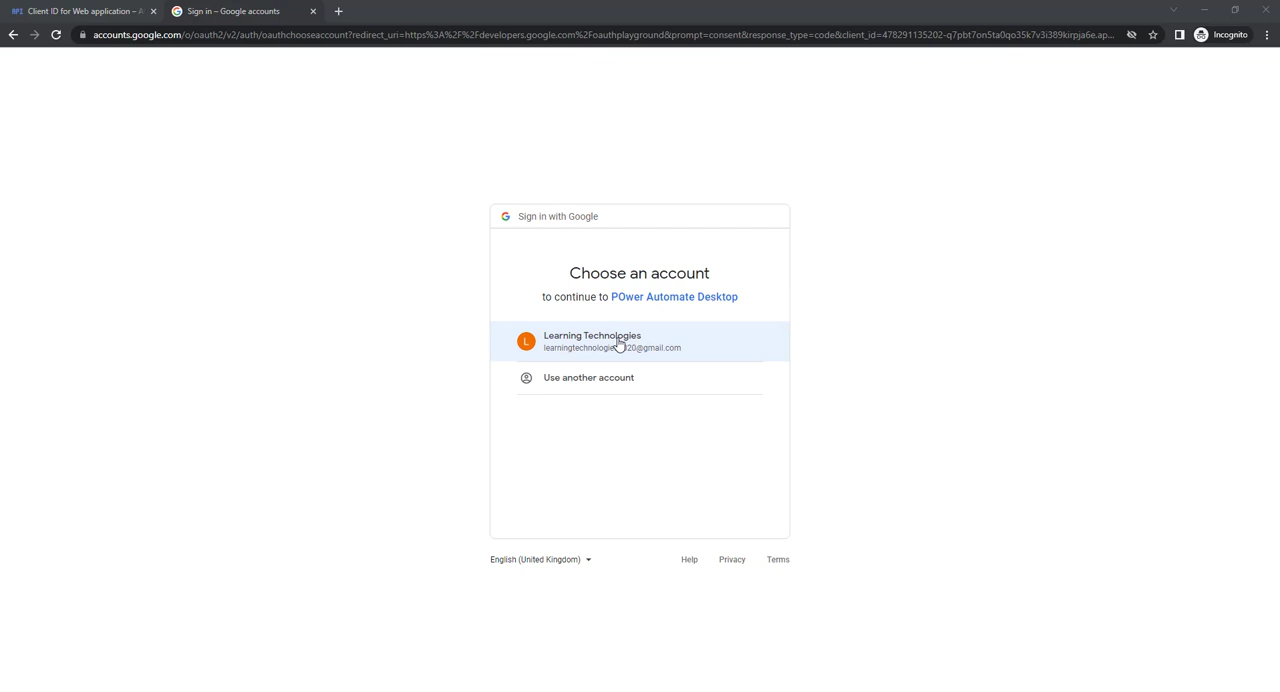 API Client ID for Web application – A
Sign in – Google accounts
accounts.google.com/o/oauth2/v2/auth/oauthchooseaccount?redirect_uri=https%3A%2F%2Fdevelopers.google.com%2Foauthplayground&prompt=consent&response_type=code&client_id=478291135202-q7pbt7on5ta0qo35k7v3i389kirpja6e.ap...
Incognito
Sign in with Google
Choose an account
to continue to POwer Automate Desktop
L
Learning Technologies
Use another account
English (United Kingdom)
Help
Privacy
Terms